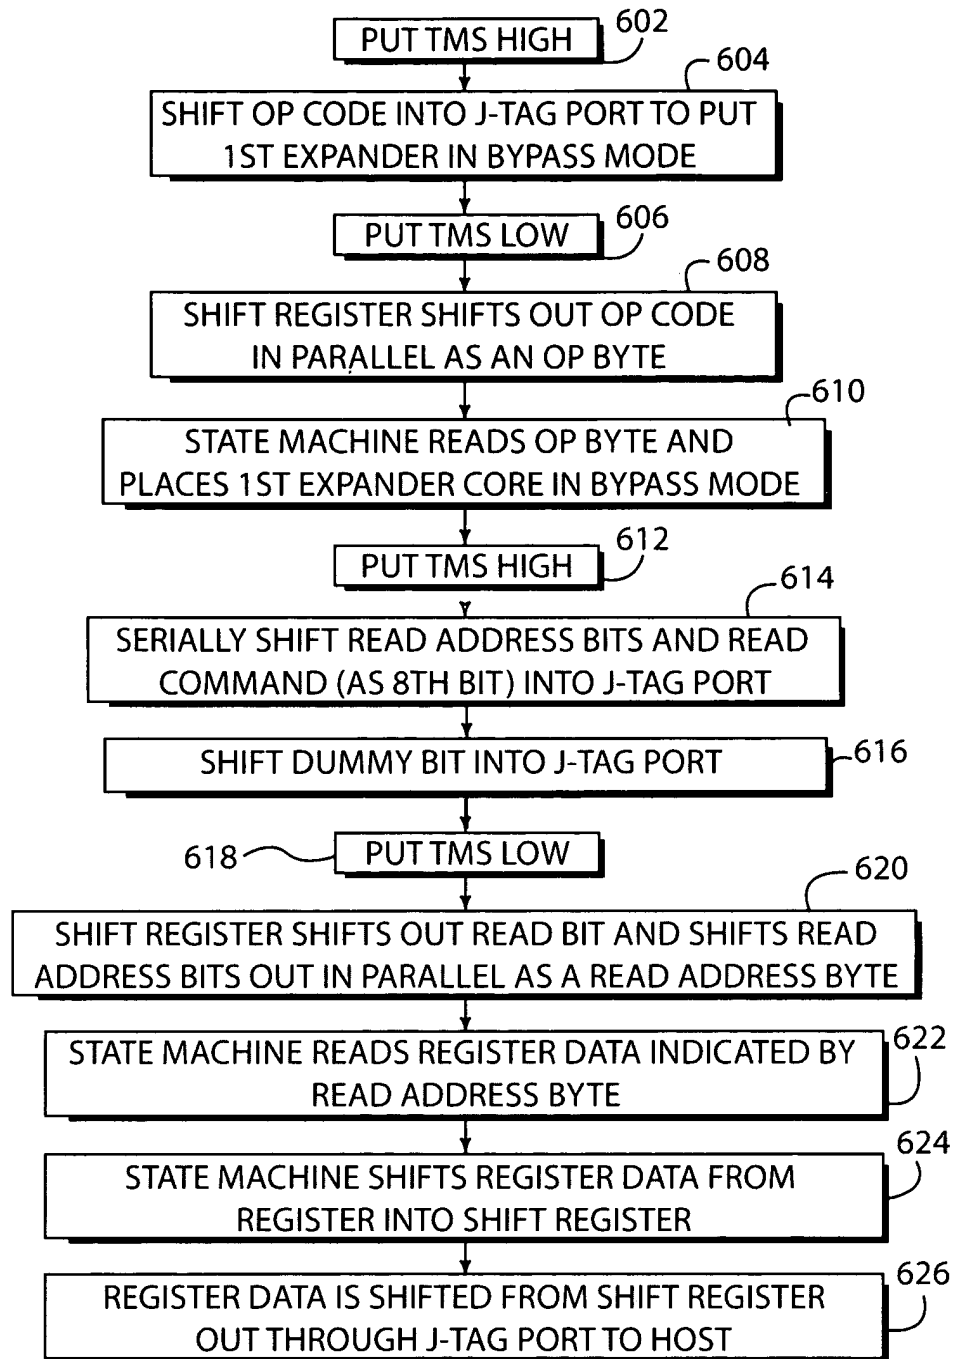 PUT TMS HIGH
602
604
SHIFT OP CODE INTO J-TAG PORT TO PUT
1ST EXPANDER IN BYPASS MODE
606
PUT TMS LOW
608
SHIFT REGISTER SHIFTS OUT OP CODE
IN PARALLEL AS AN OP BYTE
610
STATE MACHINE READS OP BYTE AND
PLACES 1ST EXPANDER CORE IN BYPASS MODE
612
PUT TMS HIGH
614
SERIALLY SHIFT READ ADDRESS BITS AND READ
COMMAND (AS 8TH BIT) INTO J-TAG PORT
SHIFT DUMMY BIT INTO J-TAG PORT
616
618
PUT TMS LOW
620
SHIFT REGISTER SHIFTS OUT READ BIT AND SHIFTS READ
ADDRESS BITS OUT IN PARALLEL AS A READ ADDRESS BYTE
622
STATE MACHINE READS REGISTER DATA INDICATED BY
READ ADDRESS BYTE
624
STATE MACHINE SHIFTS REGISTER DATA FROM
REGISTER INTO SHIFT REGISTER
626
REGISTER DATA IS SHIFTED FROM SHIFT REGISTER
OUT THROUGH J-TAG PORT TO HOST